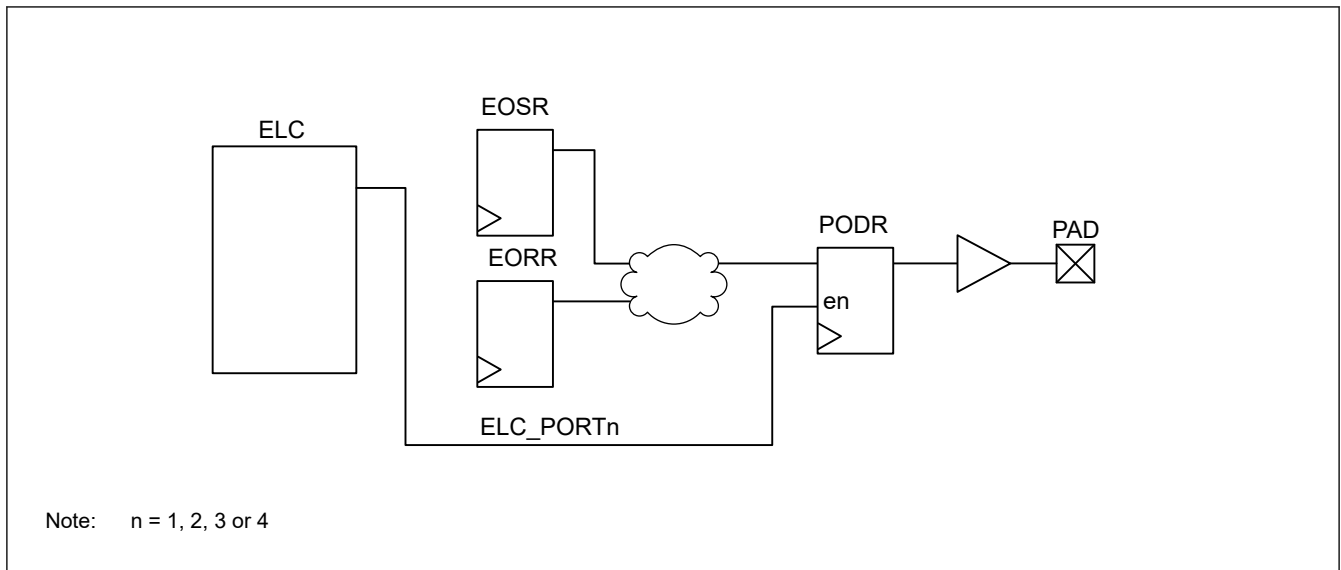 ELC
EOSR
EORR
PODR
en
PAD
ELC_PORTn
Note: n = 1, 2, 3 or 4